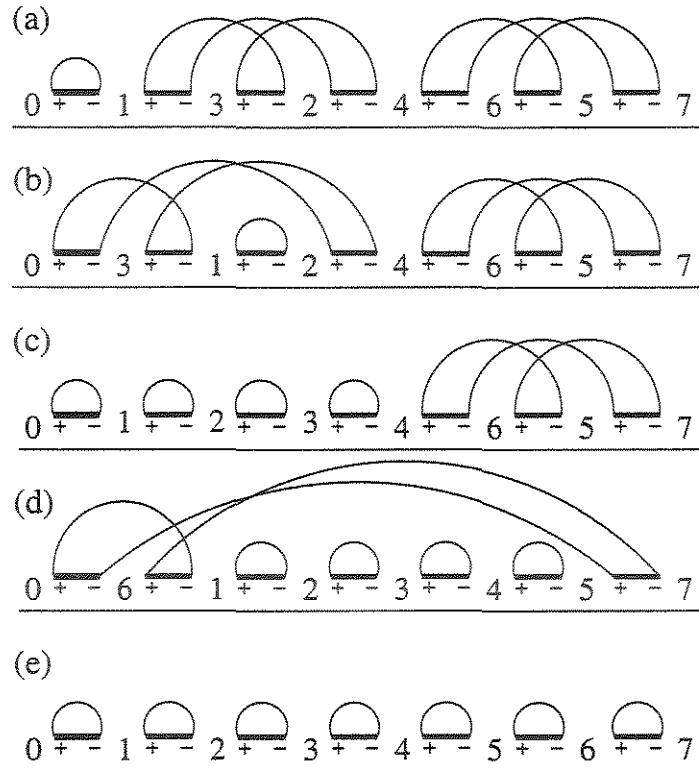 (a)
0 + − 1 + − 3 + − 2 + − 4 + − 6 + − 5 + − 7
(b)
0 + − 3 + − 1 + − 2 + − 4 + − 6 + − 5 + − 7
(c)
0 + − 1 + − 2 + − 3 + − 4 + − 6 + − 5 + − 7
(d)
0 + − 6 + − 1 + − 2 + − 3 + − 4 + − 5 + − 7
(e)
0 + − 1 + − 2 + − 3 + − 4 + − 5 + − 6 + − 7